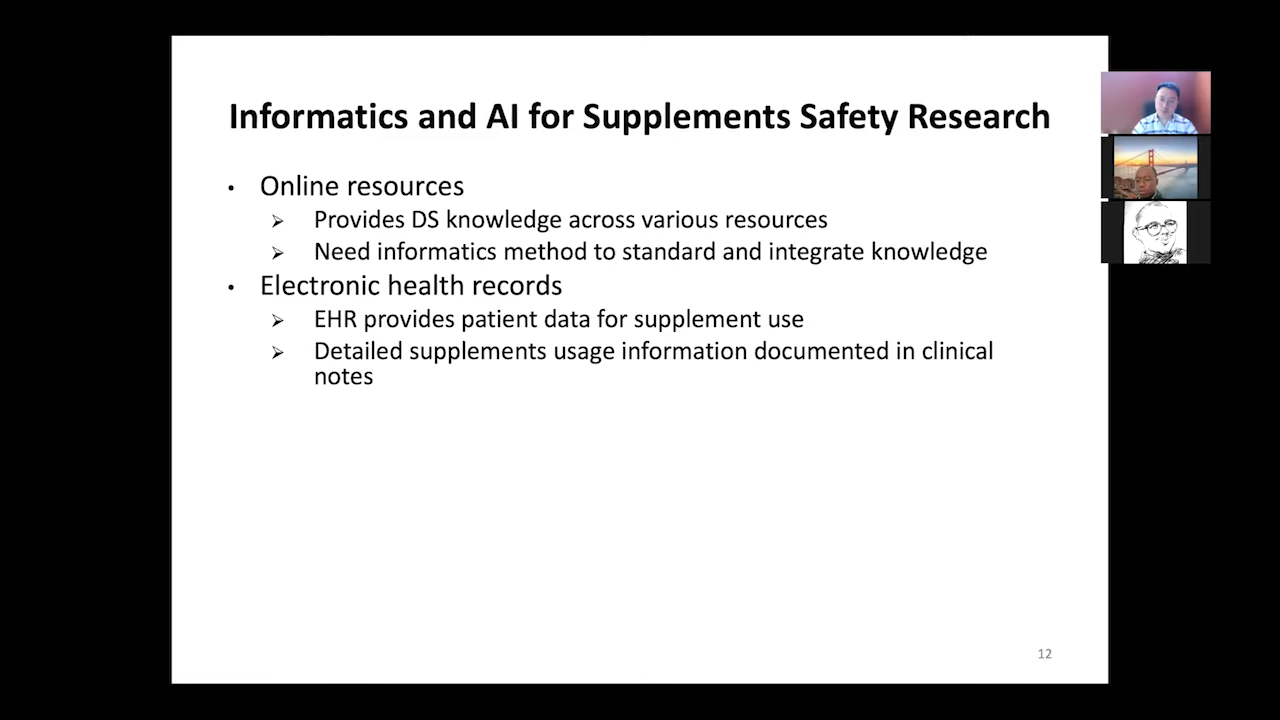 Informatics and AI for Supplements Safety Research
• Online resources
➢ Provides DS knowledge across various resources
➢ Need informatics method to standard and integrate knowledge
• Electronic health records
➢ EHR provides patient data for supplement use
➢ Detailed supplements usage information documented in clinical
notes
12